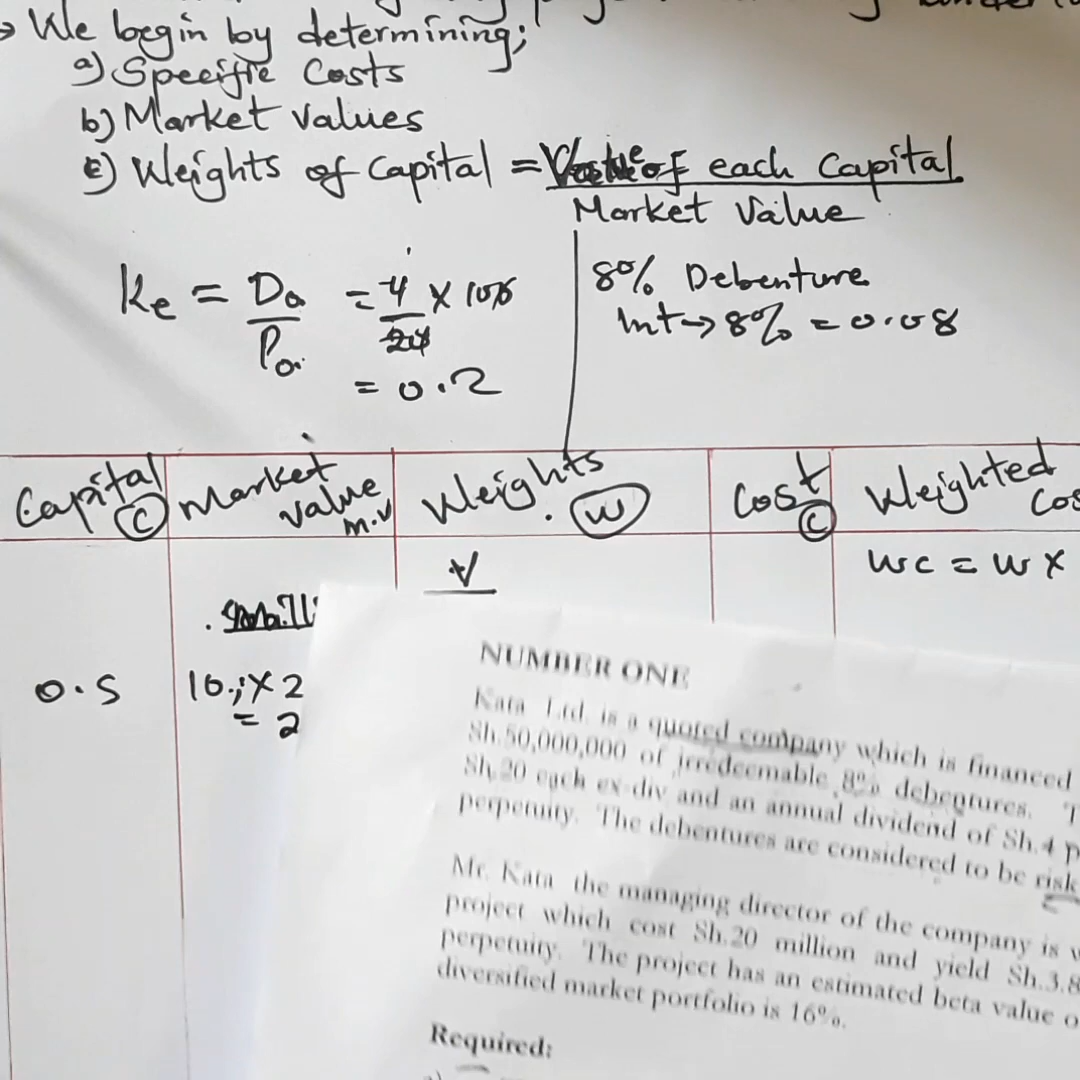 → We begin by determining;
a) Specific Costs
b) Market Values
c) Weights of Capital = Value of each Capital
Market Value
Ke = Do = 4 × 100
Po.
= 0.2
8% Debenture
Int → 8% = 0.08
Capital (C)
Market Value M.V
Weights (W)
Cost (C)
Weighted Cos
V
WC = W ×
O.S
10 × 2
= 2
NUMBER ONE
Kata Ltd. is a quoted company which is financed
Sh.50,000,000 of irredeemable 8% debentures. T
Sh.20 each ex-div and an annual dividend of Sh.4 p
perpetuity. The debentures are considered to be risk
Mr. Kata the managing director of the company is w
project which cost Sh.20 million and yield Sh.3.8
perpetuity. The project has an estimated beta value o
diversified market portfolio is 16%.
Required: